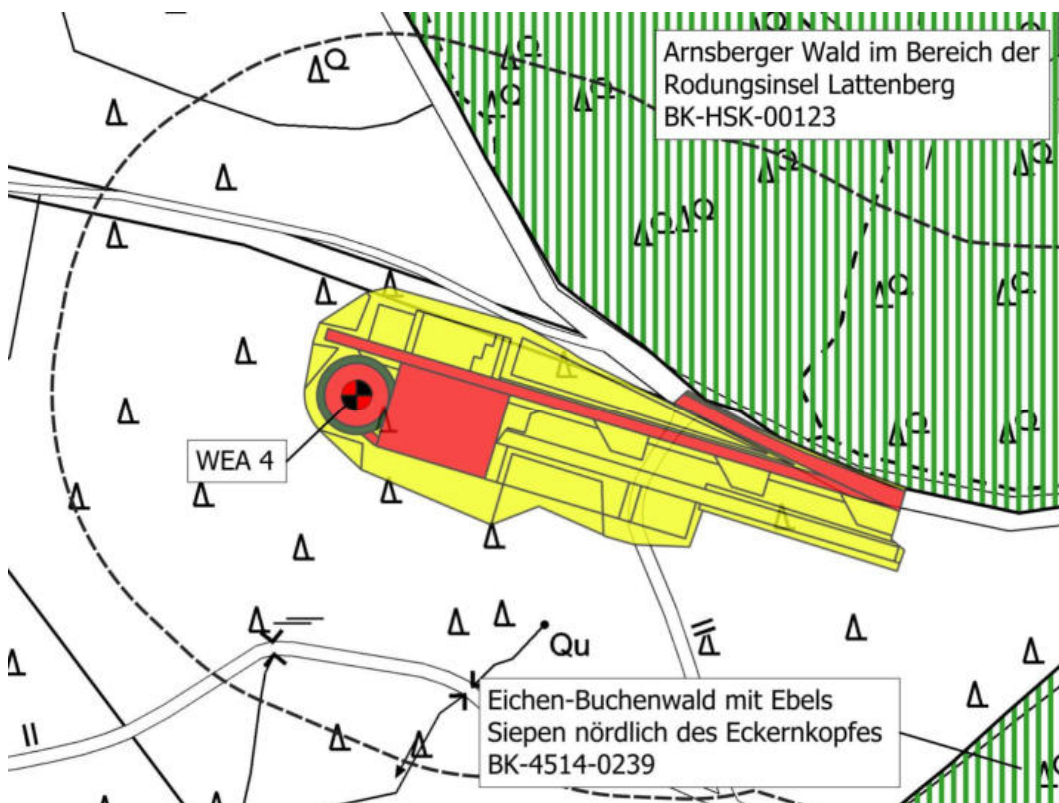 Arnsberger Wald im Bereich der
Rodungsinsel Lattenberg
BK-HSK-00123
WEA 4
Qu
Eichen-Buchenwald mit Ebels
Siepen nördlich des Eckernkopfes
BK-4514-0239